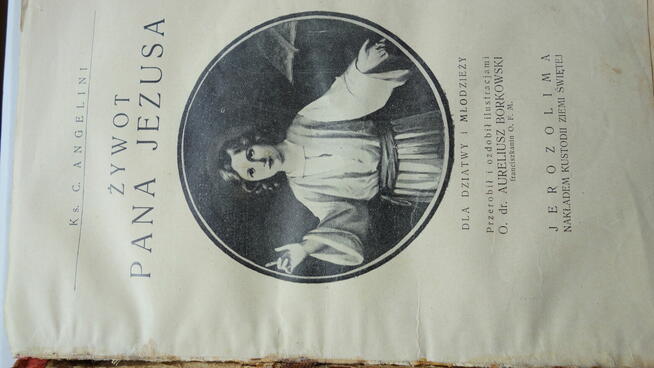 Ks. C. ANGELINI
ŻYWOT
PANA JEZUSA
DLA DZIATWY i MŁODZIEŻY
Przerobił i ozdobił ilustracjami
O. dr. AURELIUSZ BORKOWSKI
franciszkanin O. F. M.
JEROZOLIMA
NAKŁADEM KUSTODII ZIEMI ŚWIĘTEJ